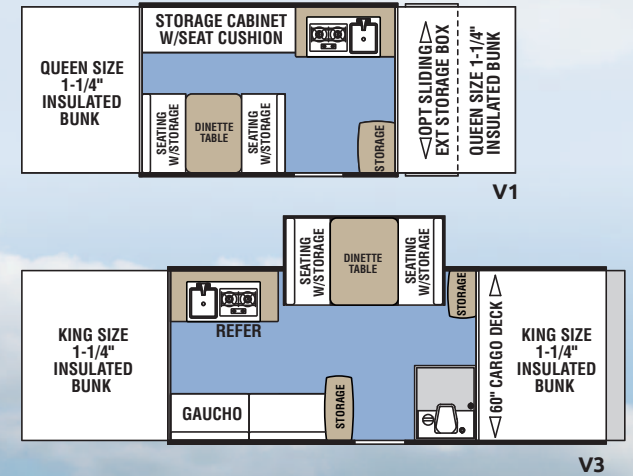 STORAGE CABINET
W/SEAT CUSHION
QUEEN SIZE
1-1/4"
INSULATED
BUNK
SEATING
W/STORAGE
DINETTE
TABLE
SEATING
W/STORAGE
STORAGE
OPT SLIDING
EXT STORAGE BOX
QUEEN SIZE 1-1/4"
INSULATED BUNK
V1
SEATING
W/STORAGE
DINETTE
TABLE
SEATING
W/STORAGE
KING SIZE
1-1/4"
INSULATED
BUNK
REFER
STORAGE
60" CARGO DECK
KING SIZE
1-1/4"
INSULATED
BUNK
GAUCHO
STORAGE
V3